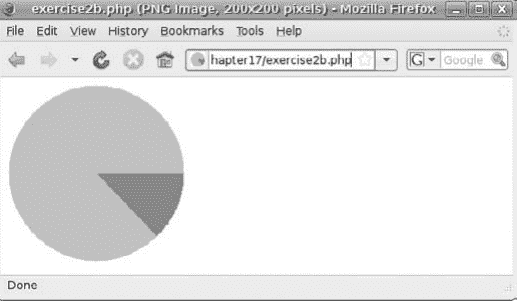 exercise2b.php (PNG Image, 200x200 pixels) - Mozilla Firefox
File Edit View History Bookmarks Tools Help
hapter17/exercise2b.php G Google
Done